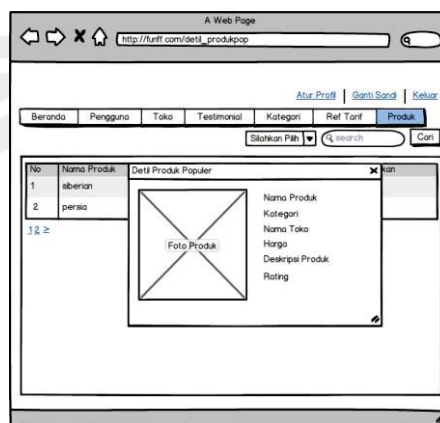 A Web Page
http://furff.com/detil_produkpop
Atur Profil Ganti Sandi Keluar
Beranda Pengguna Toko Testimonial Kategori Ref Tarif Produk
Silahkan Pilih search Cari
No Nama Produk Detil Produk Populer kan
1 siberian
2 persia
1 2 >
Foto Produk
Nama Produk
Kategori
Nama Toko
Harga
Deskripsi Produk
Rating